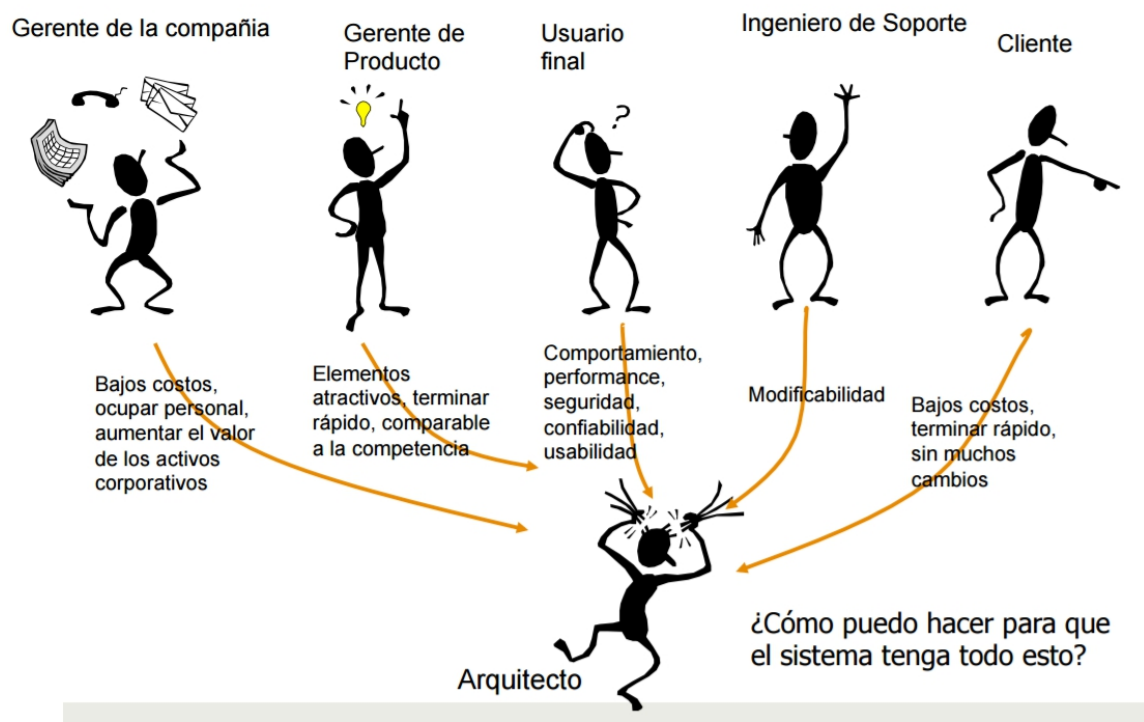 Gerente de la compañia
Gerente de
Producto
Usuario
final
Ingeniero de Soporte
Cliente
?
Bajos costos,
ocupar personal,
aumentar el valor
de los activos
corporativos
Elementos
atractivos, terminar
rápido, comparable
a la competencia
Comportamiento,
performance,
seguridad,
confiabilidad,
usabilidad
Modificabilidad
Bajos costos,
terminar rápido,
sin muchos
cambios
¿Cómo puedo hacer para que
el sistema tenga todo esto?
Arquitecto